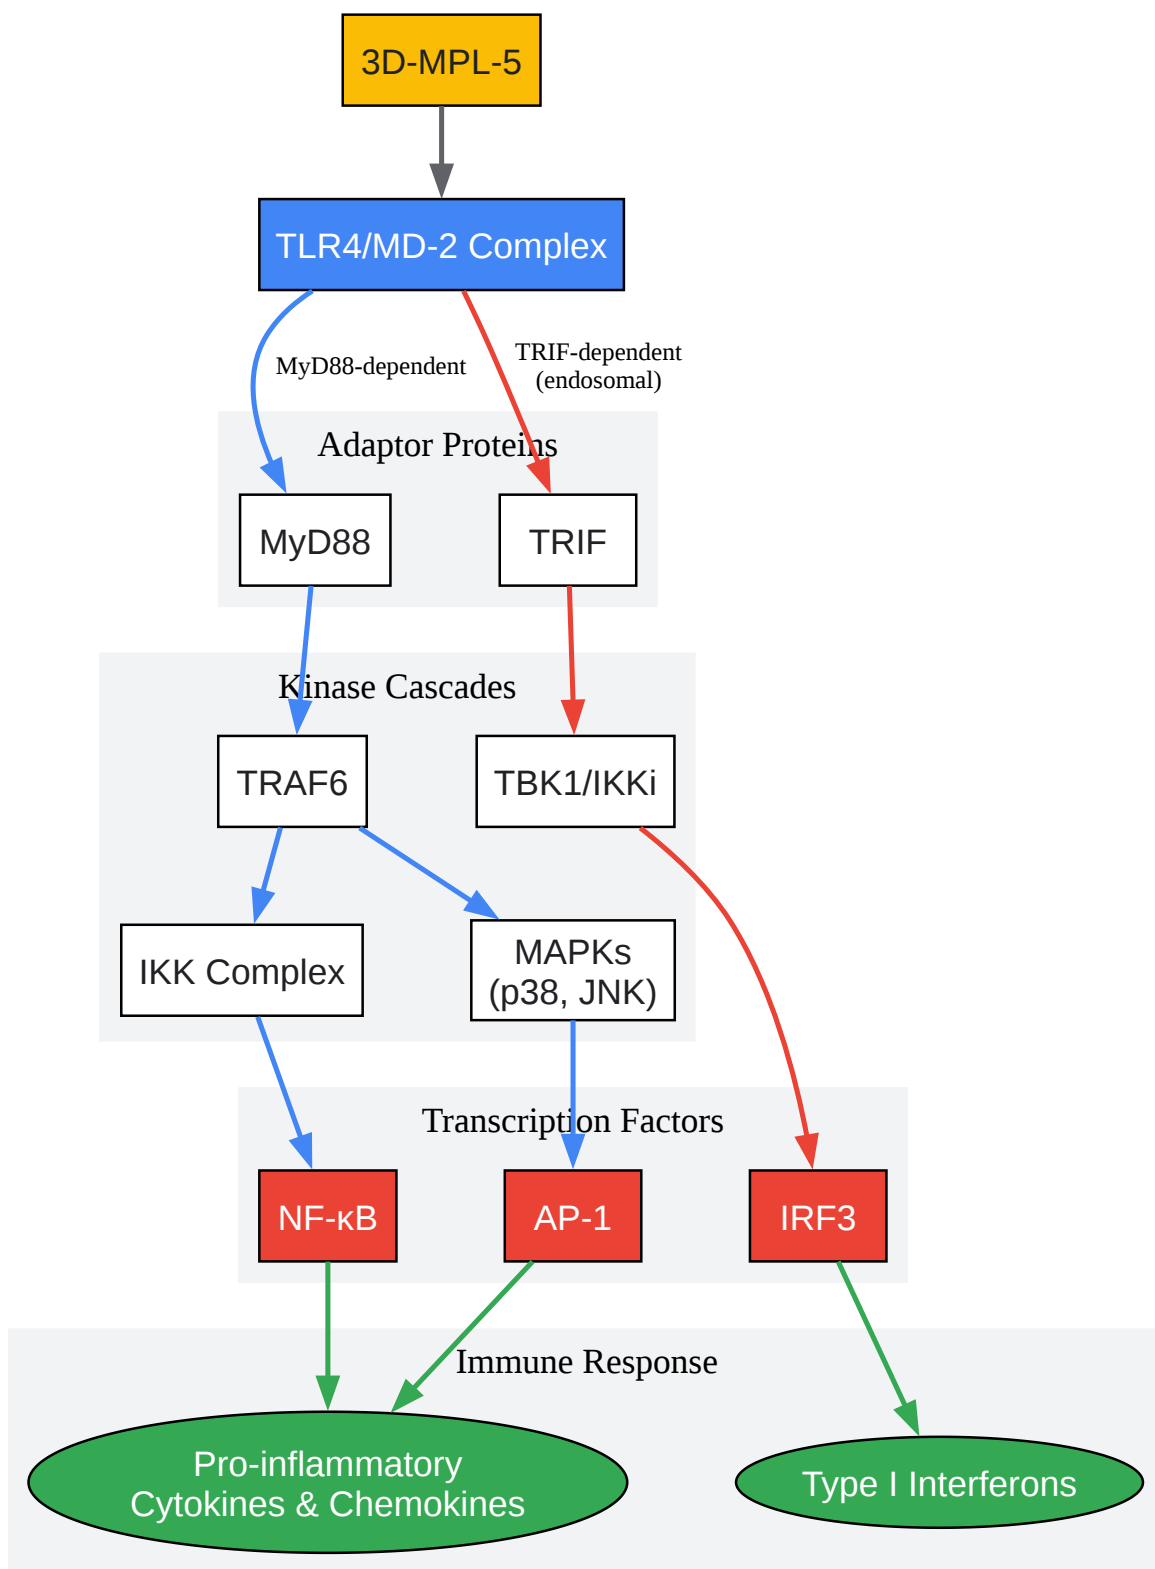 3D-MPL-5
TLR4/MD-2 Complex
MyD88-dependent
TRIF-dependent
(endosomal)
Adaptor Proteins
MyD88
TRIF
Kinase Cascades
TRAF6
TBK1/IKKi
IKK Complex
MAPKs
(p38, JNK)
Transcription Factors
NF-κB
AP-1
IRF3
Immune Response
Pro-inflammatory
Cytokines & Chemokines
Type I Interferons